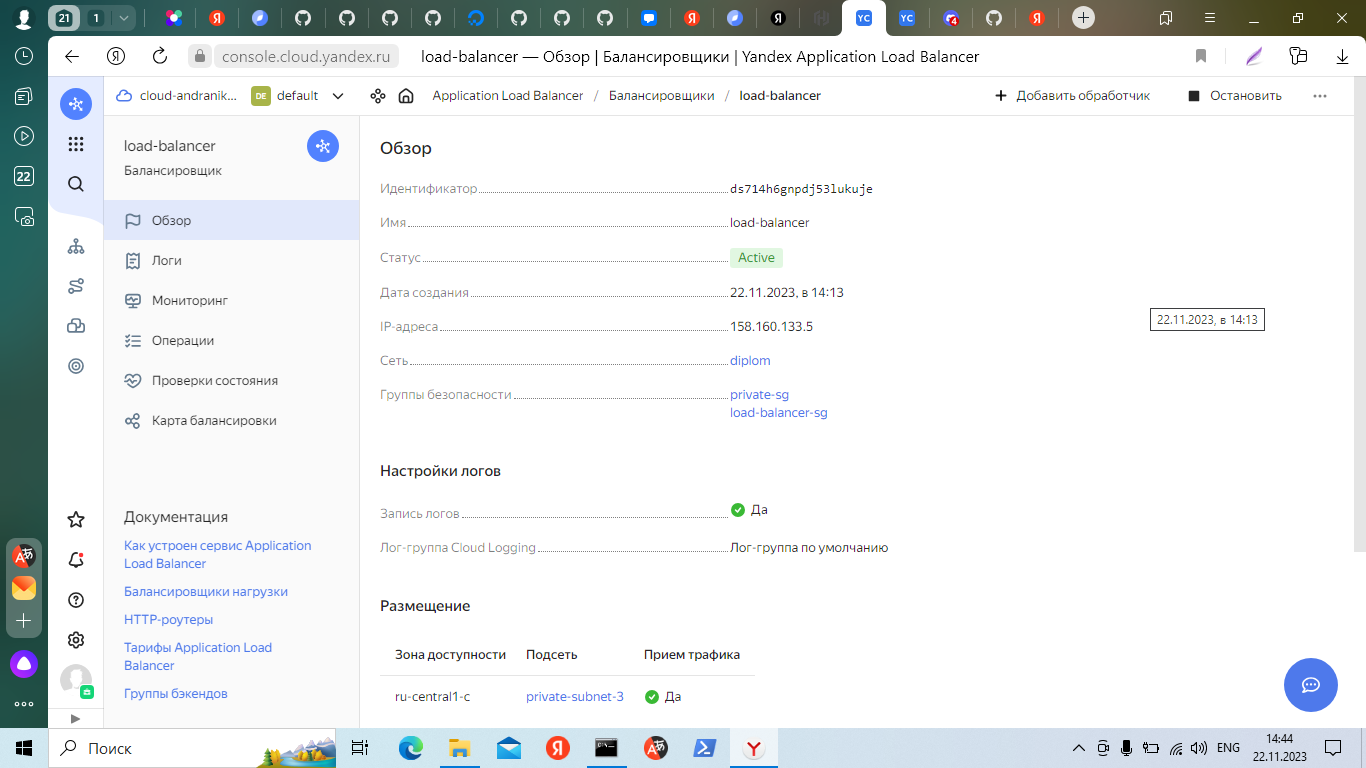 21
1
console.cloud.yandex.ru
load-balancer — Обзор | Балансировщики | Yandex Application Load Balancer
cloud-andranik...
DE
default
Application Load Balancer / Балансировщики / load-balancer
Добавить обработчик
Остановить
22
load-balancer
Балансировщик
Обзор
Логи
Мониторинг
Операции
Проверки состояния
Карта балансировки
Документация
Как устроен сервис Application
Load Balancer
Балансировщики нагрузки
HTTP-роутеры
Тарифы Application Load
Balancer
Группы бэкендов
Обзор
Идентификатор ds714h6gnpdj53lukuje
Имя load-balancer
Статус Active
Дата создания 22.11.2023, в 14:13
22.11.2023, в 14:13
IP-адреса 158.160.133.5
Сеть diplom
Группы безопасности private-sg
load-balancer-sg
Настройки логов
Запись логов Да
Лог-группа Cloud Logging Лог-группа по умолчанию
Размещение
Зона доступности Подсеть Прием трафика
ru-central1-c private-subnet-3 Да
Поиск
ENG
14:44
22.11.2023